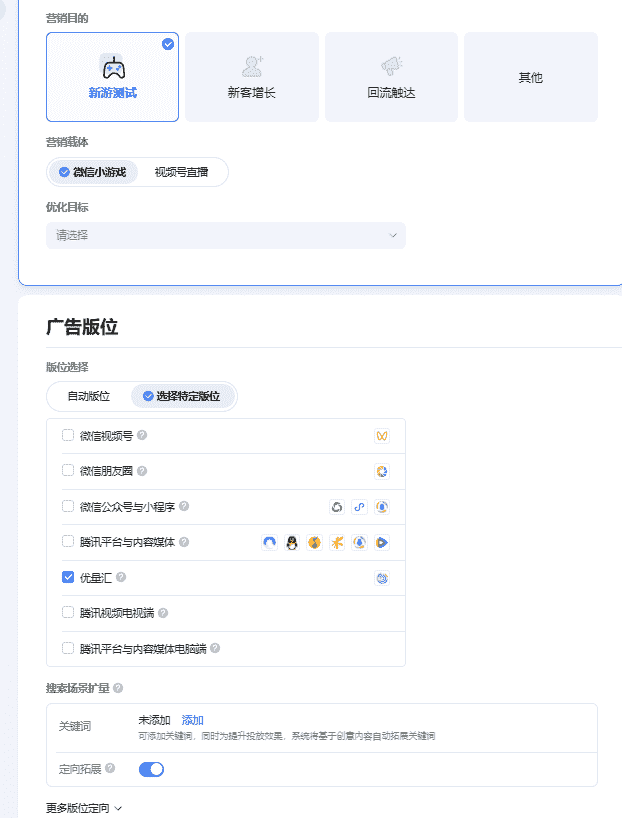 营销目的
新游测试
新客增长
回流触达
其他
营销载体
微信小游戏
视频号直播
优化目标
请选择
广告版位
版位选择
自动版位
选择特定版位
微信视频号
微信朋友圈
微信公众号与小程序
腾讯平台与内容媒体
优量汇
腾讯视频电视端
腾讯平台与内容媒体电脑端
搜索场景扩量
关键词
未添加 添加
可添加关键词，同时为提升投放效果，系统将基于创意内容自动拓展关键词
定向拓展
更多版位定向